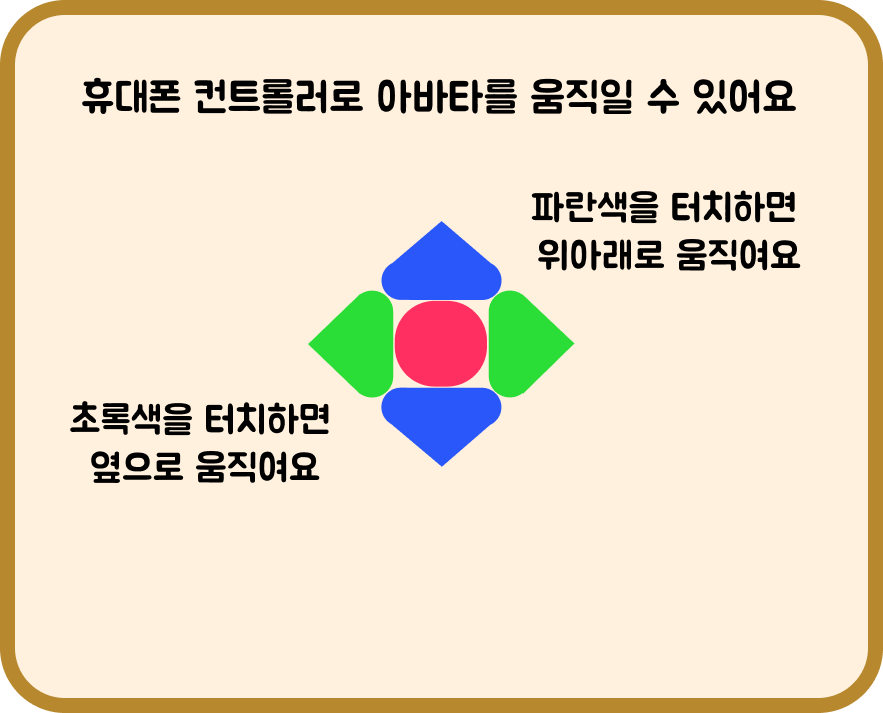 휴대폰 컨트롤러로 아바타를 움직일 수 있어요
파란색을 터치하면
위아래로 움직여요
초록색을 터치하면
옆으로 움직여요